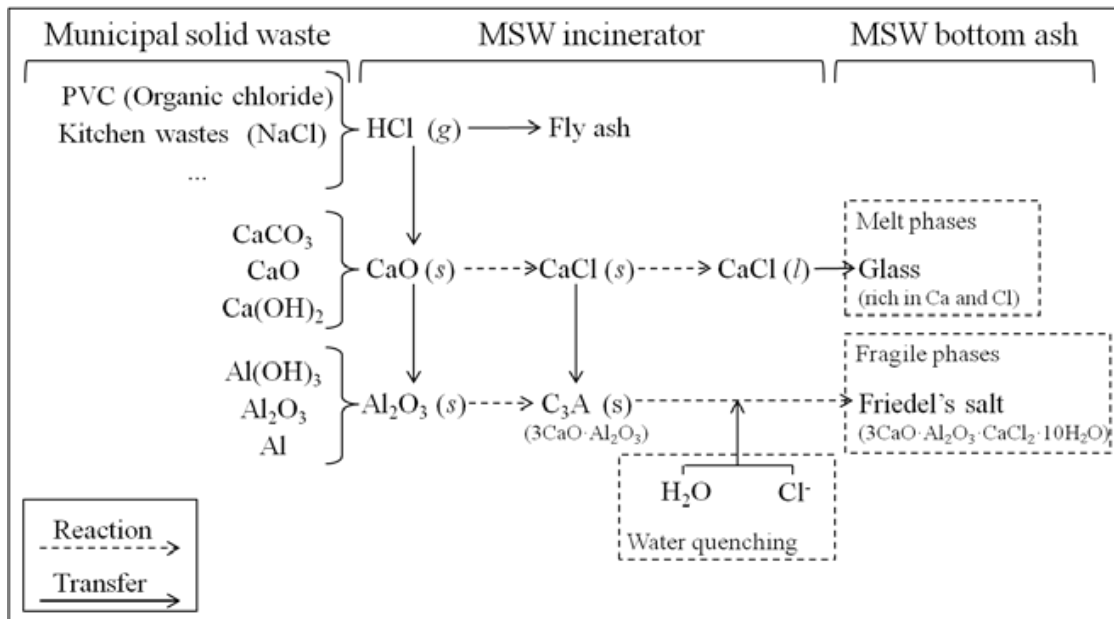 Municipal solid waste
MSW incinerator
MSW bottom ash
PVC (Organic chloride)
Kitchen wastes (NaCl)
...
HCl (g)
Fly ash
CaCO₃
CaO
Ca(OH)₂
CaO (s)
CaCl (s)
CaCl (l)
Melt phases
Glass
(rich in Ca and Cl)
Al(OH)₃
Al₂O₃
Al
Al₂O₃ (s)
C₃A (s)
(3CaO·Al₂O₃)
Fragile phases
Friedel's salt
(3CaO·Al₂O₃·CaCl₂·10H₂O)
H₂O
Cl⁻
Water quenching
Reaction
Transfer